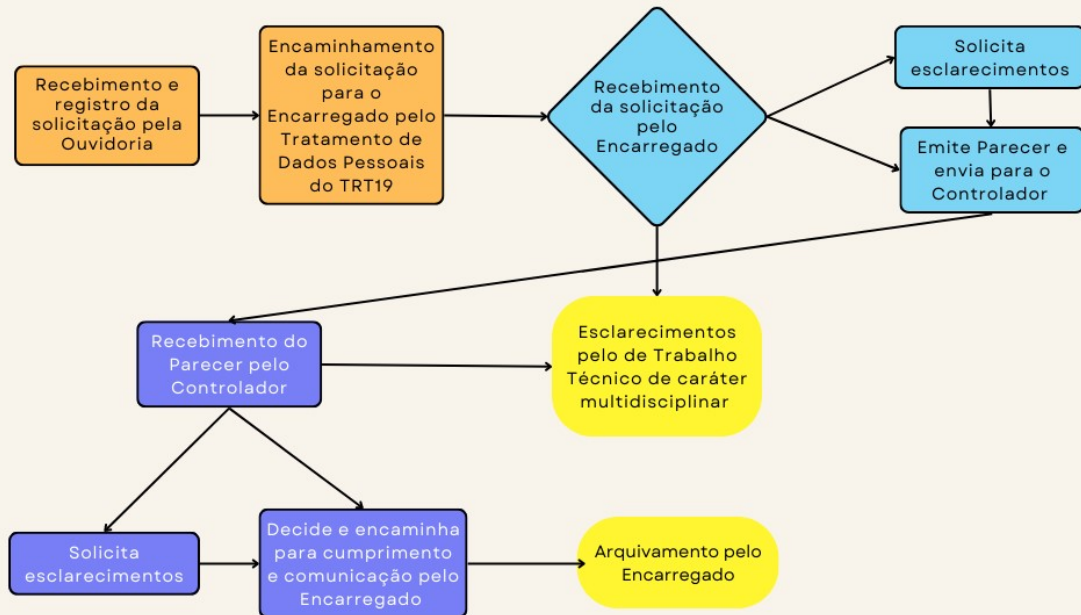 Recebimento e
registro da
solicitação pela
Ouvidoria
Encaminhamento
da solicitação
para o
Encarregado pelo
Tratamento de
Dados Pessoais
do TRT19
Recebimento
da solicitação
pelo
Encarregado
Solicita
esclarecimentos
Emite Parecer e
envia para o
Controlador
Recebimento do
Parecer pelo
Controlador
Esclarecimentos
pelo de Trabalho
Técnico de caráter
multidisciplinar
Solicita
esclarecimentos
Decide e encaminha
para cumprimento
e comunicação pelo
Encarregado
Arquivamento pelo
Encarregado